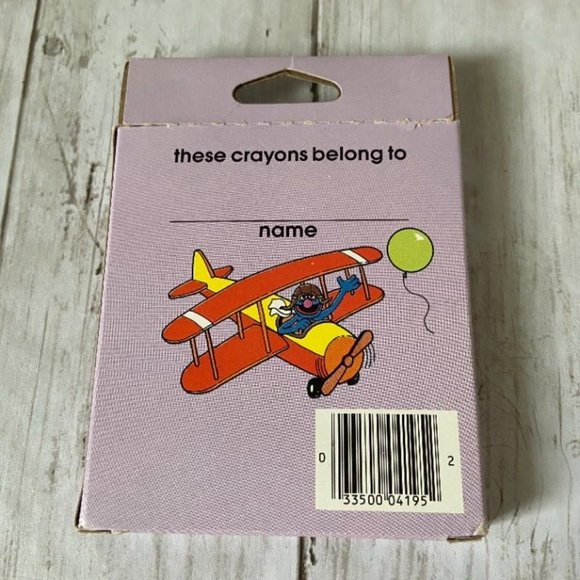 these crayons belong to
name
0 2
33500 04195